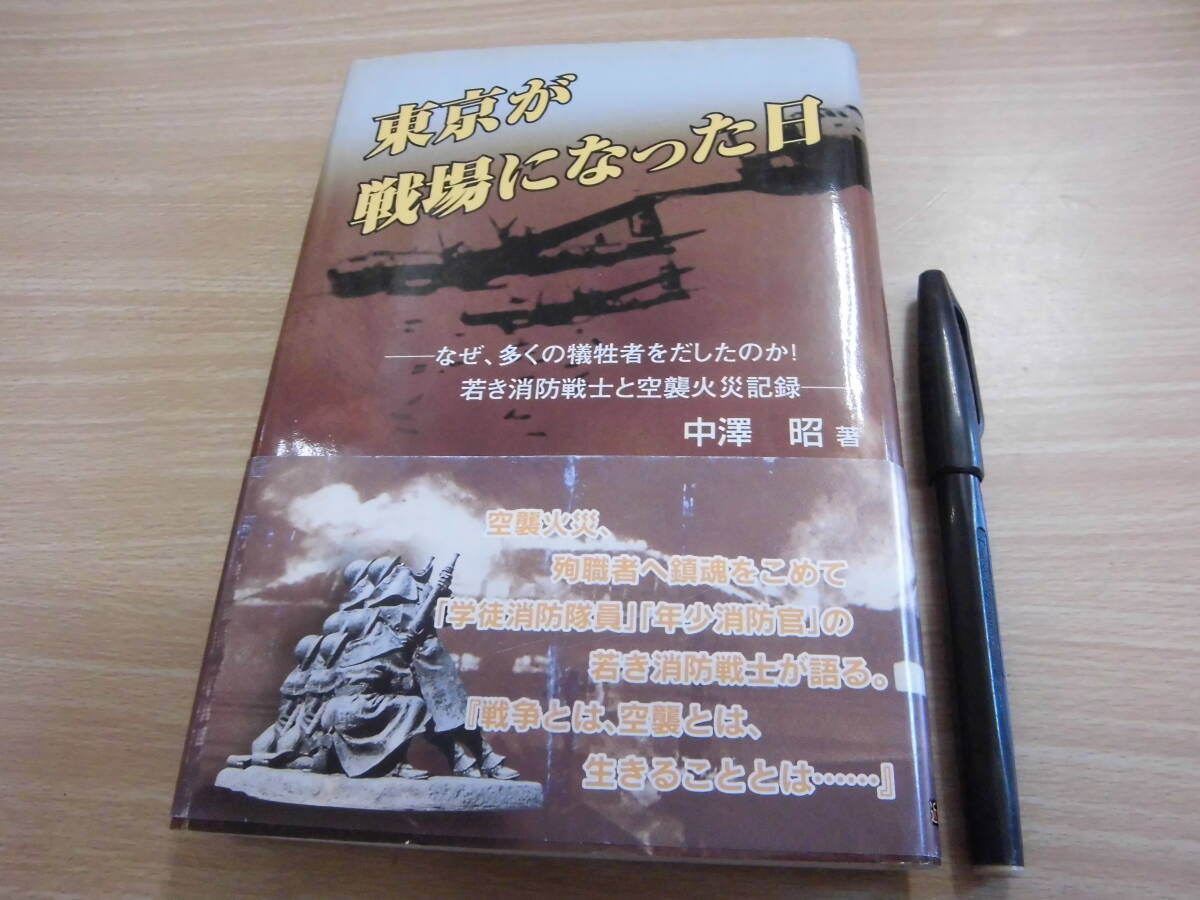 東京が
戦場になった日
──なぜ、多くの犠牲者をだしたのか!
若き消防戦士と空襲火災記録──
中澤 昭 著
空襲火災、
殉職者へ鎮魂をこめて
「学徒消防隊員」「年少消防官」の
若き消防戦士が語る。
『戦争とは、空襲とは、
生きることとは……』